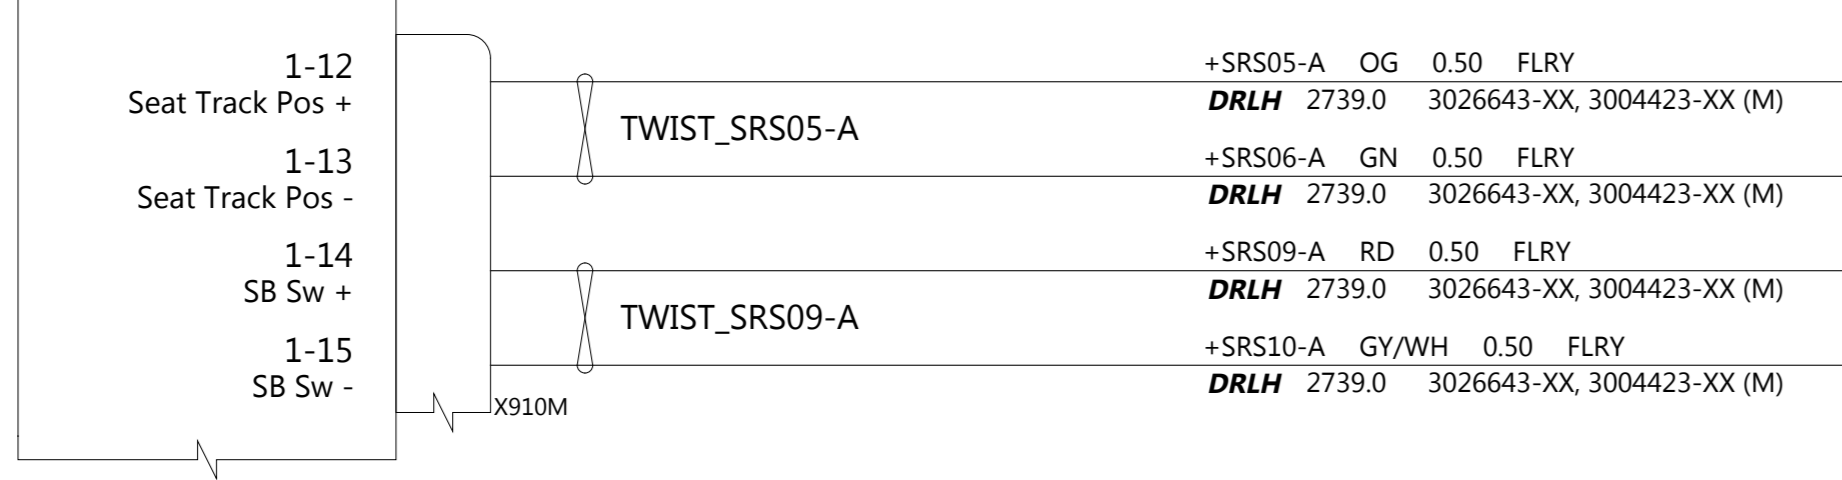 1-12
Seat Track Pos +
1-13
Seat Track Pos -
1-14
SB Sw +
1-15
SB Sw -
X910M
TWIST_SRS05-A
TWIST_SRS09-A
+SRS05-A OG 0.50 FLRY
DRLH 2739.0 3026643-XX, 3004423-XX (M)
+SRS06-A GN 0.50 FLRY
DRLH 2739.0 3026643-XX, 3004423-XX (M)
+SRS09-A RD 0.50 FLRY
DRLH 2739.0 3026643-XX, 3004423-XX (M)
+SRS10-A GY/WH 0.50 FLRY
DRLH 2739.0 3026643-XX, 3004423-XX (M)